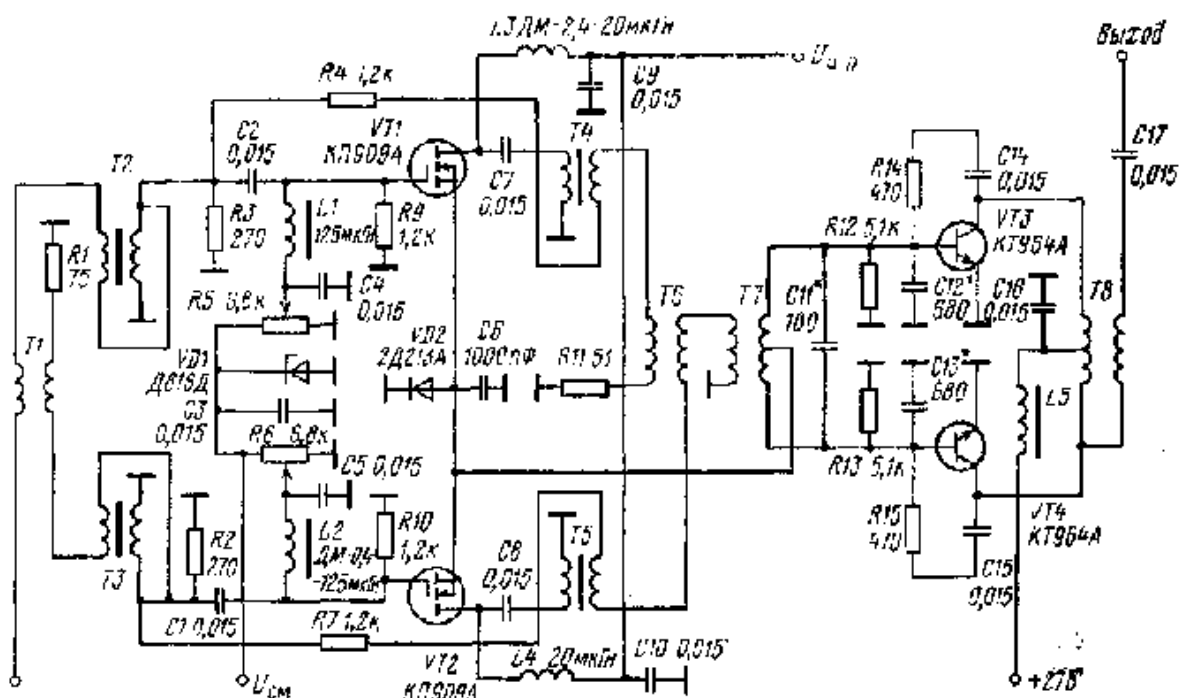 L3 ДМ-2,4-20мкГн
Выход
R4 1,2к
C9
0,015
Uи.п
C2
0,015
VT1
КП909А
T4
C7
0,015
T2
R3
270
L1
125мкГн
R9
1,2к
R1
75
C4
0,015
R5 6,8к
R14
470
C14
0,015
C17
0,015
R12 5,1к
VT3
КТ964А
T6
T7
C11*
100
C12*
680
C16
0,015
T8
T1
VD1
Д818Д
VD2
2Д213А
C6
1000пФ
R11 51
C3
0,015
R6 6,8к
C13*
680
L5
C5 0,015
R13 5,1к
T3
R2
270
L2
ДМ-0,4
-125мкГн
R10
1,2к
C8
0,015
T5
R15
470
VT4
КТ964А
C15
0,015
C1 0,015
R7 1,2к
Uсм
VT2
КП909А
L4 20мкГн
C10 0,015
+27В